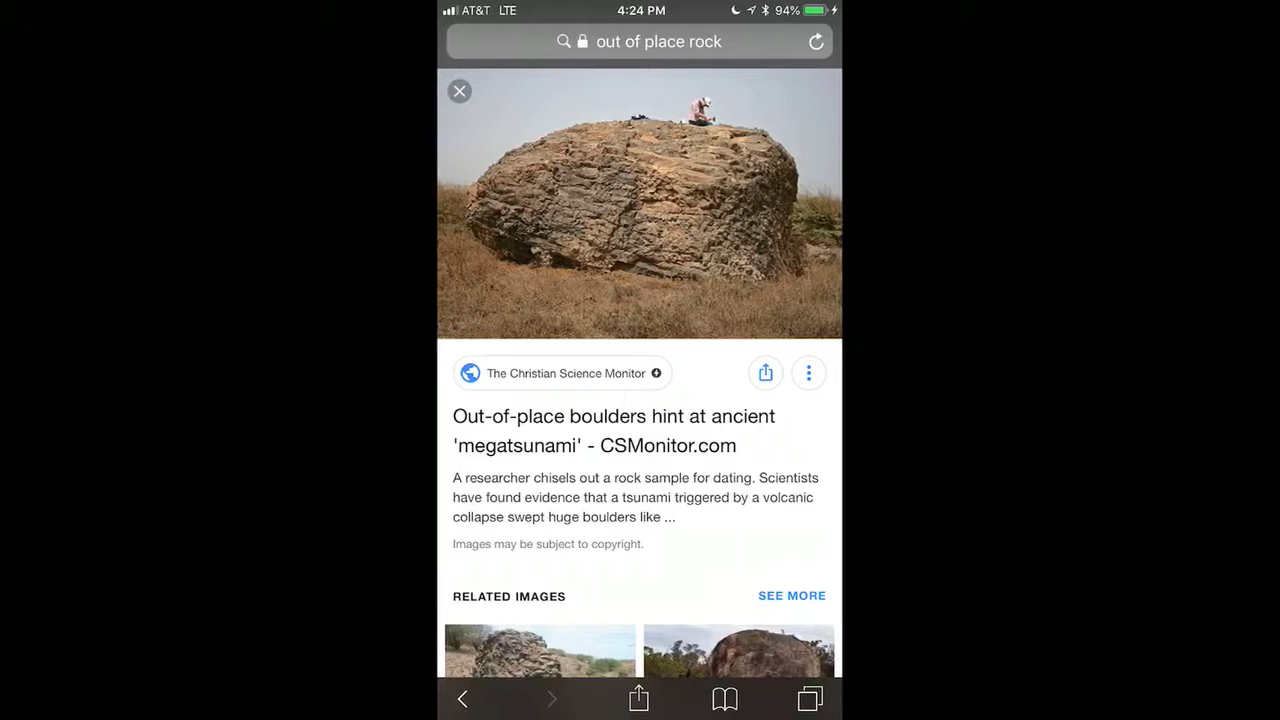 AT&T LTE 4:24 PM 94%
out of place rock
The Christian Science Monitor
Out-of-place boulders hint at ancient
'megatsunami' - CSMonitor.com
A researcher chisels out a rock sample for dating. Scientists
have found evidence that a tsunami triggered by a volcanic
collapse swept huge boulders like ...
Images may be subject to copyright.
RELATED IMAGES SEE MORE